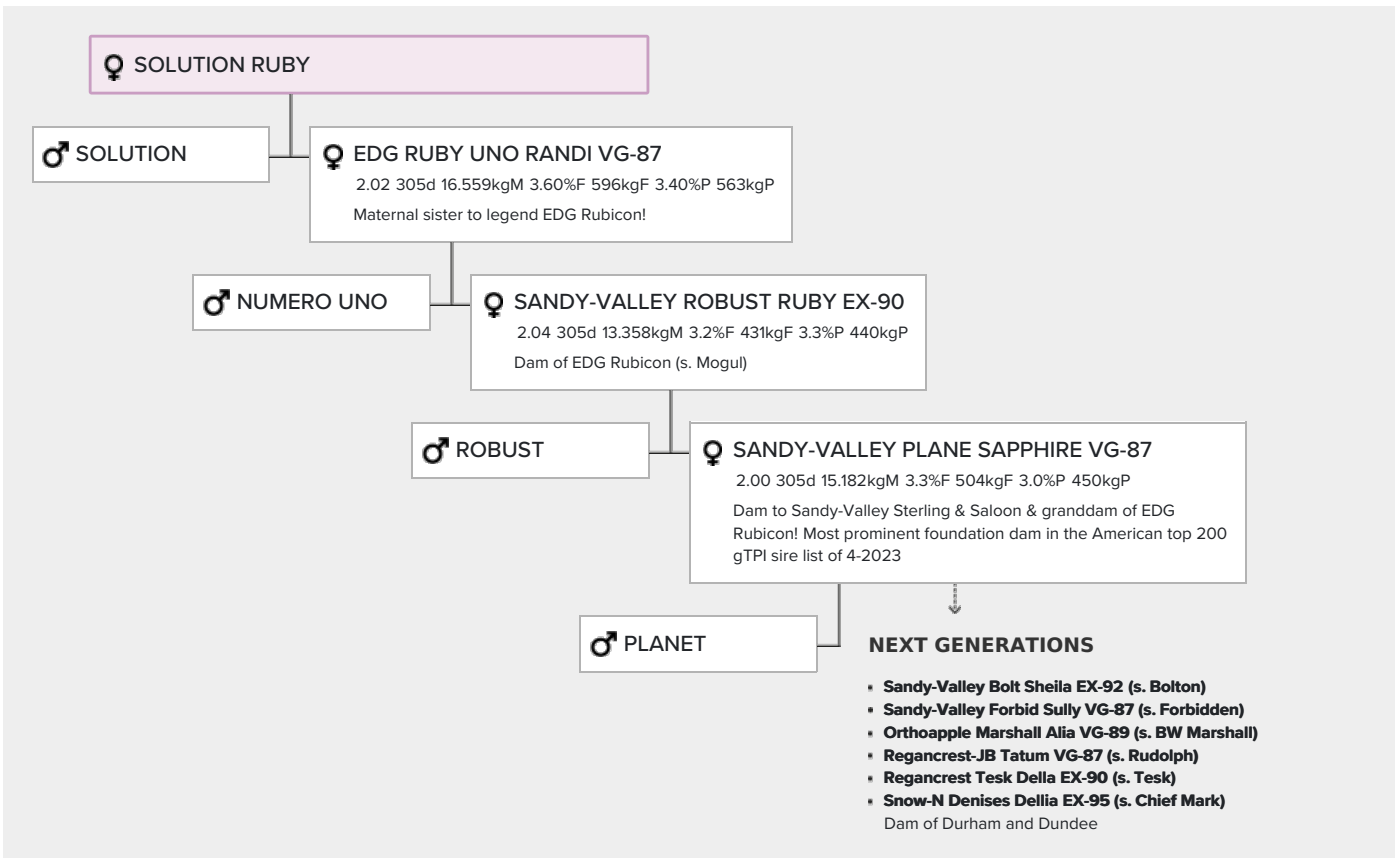 SOLUTION RUBY
SOLUTION
EDG RUBY UNO RANDI VG-87
2.02 305d 16.559kgM 3.60%F 596kgF 3.40%P 563kgP
Maternal sister to legend EDG Rubicon!
NUMERO UNO
SANDY-VALLEY ROBUST RUBY EX-90
2.04 305d 13.358kgM 3.2%F 431kgF 3.3%P 440kgP
Dam of EDG Rubicon (s. Mogul)
ROBUST
SANDY-VALLEY PLANE SAPPHIRE VG-87
2.00 305d 15.182kgM 3.3%F 504kgF 3.0%P 450kgP
Dam to Sandy-Valley Sterling & Saloon & granddam of EDG
Rubicon! Most prominent foundation dam in the American top 200
gTPI sire list of 4-2023
PLANET
NEXT GENERATIONS
Sandy-Valley Bolt Sheila EX-92 (s. Bolton)
Sandy-Valley Forbid Sully VG-87 (s. Forbidden)
Orthoapple Marshall Alia VG-89 (s. BW Marshall)
Regancrest-JB Tatum VG-87 (s. Rudolph)
Regancrest Tesk Della EX-90 (s. Tesk)
Snow-N Denises Dellia EX-95 (s. Chief Mark)
Dam of Durham and Dundee